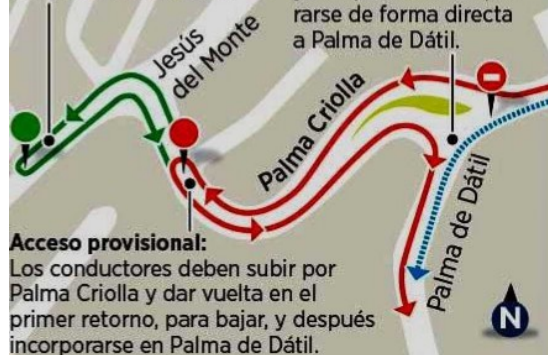 rarse de forma directa
a Palma de Dátil.
Jesús
del Monte
Palma Criolla
Palma de Dátil
Acceso provisional:
Los conductores deben subir por
Palma Criolla y dar vuelta en el
primer retorno, para bajar, y después
incorporarse en Palma de Dátil.
N